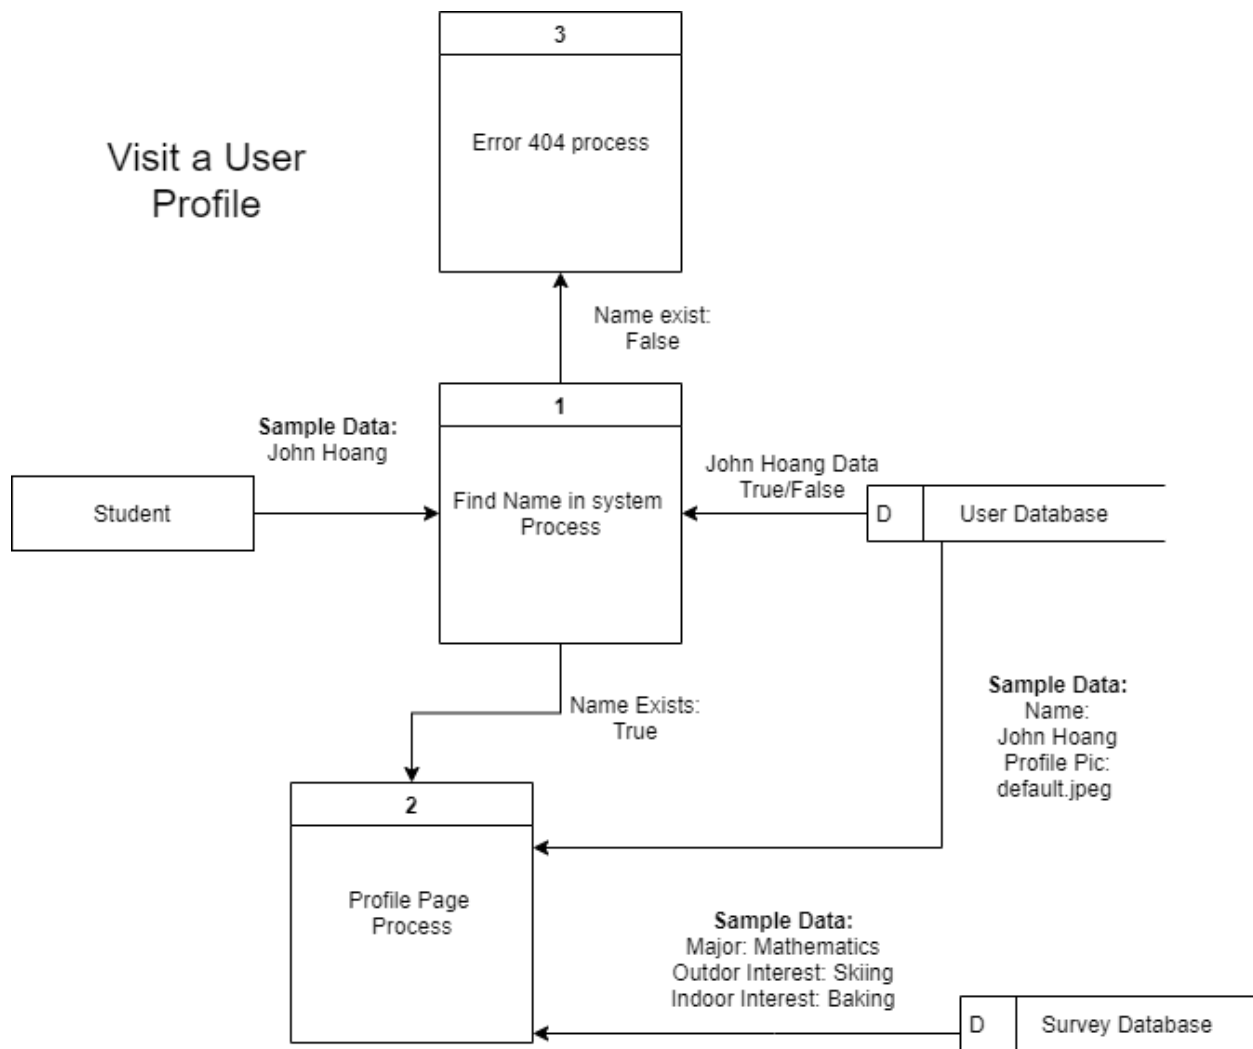 3
Error 404 process
Visit a User
Profile
Name exist:
False
1
Sample Data:
John Hoang
Student
Find Name in system
Process
John Hoang Data
True/False
D
User Database
Name Exists:
True
Sample Data:
Name:
John Hoang
Profile Pic:
default.jpeg
2
Profile Page
Process
Sample Data:
Major: Mathematics
Outdor Interest: Skiing
Indoor Interest: Baking
D
Survey Database